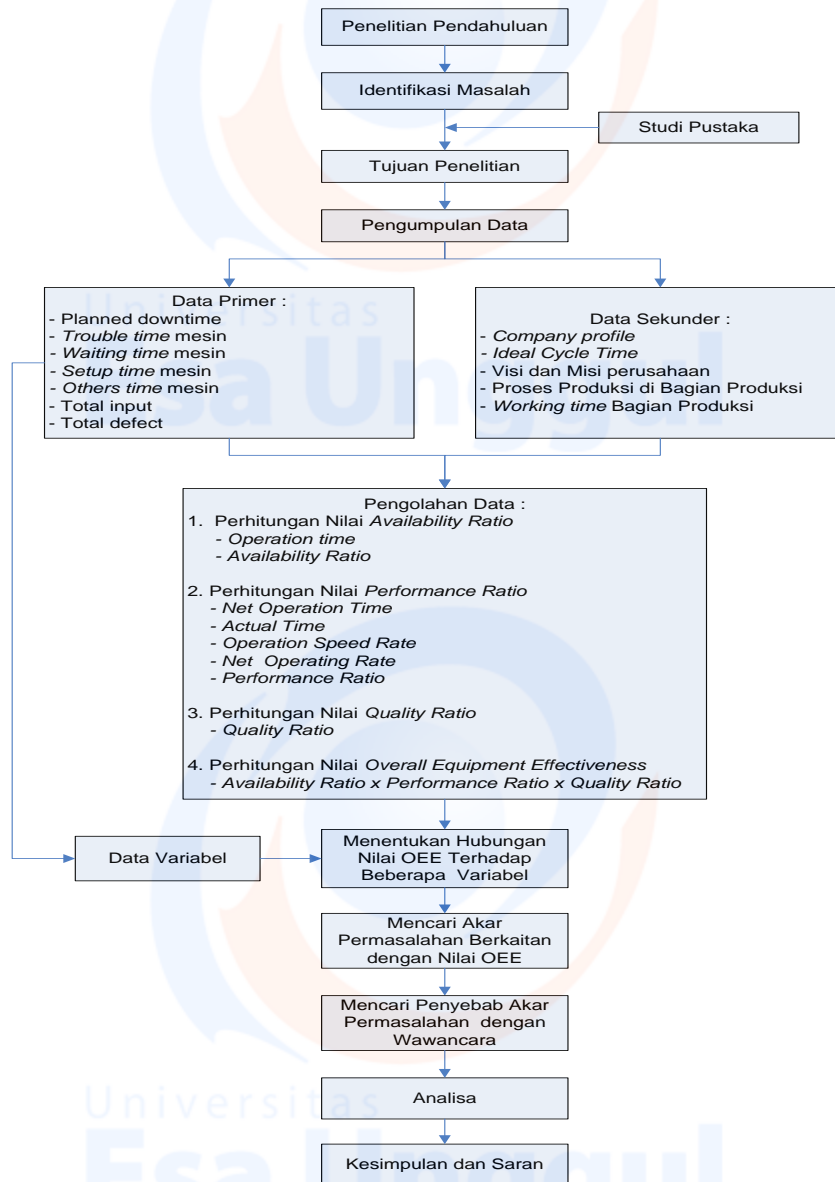 Penelitian Pendahuluan
Identifikasi Masalah
Studi Pustaka
Tujuan Penelitian
Pengumpulan Data
Data Primer :
- Planned downtime
- Trouble time mesin
- Waiting time mesin
- Setup time mesin
- Others time mesin
- Total input
- Total defect
Data Sekunder :
- Company profile
- Ideal Cycle Time
- Visi dan Misi perusahaan
- Proses Produksi di Bagian Produksi
- Working time Bagian Produksi
Universitas
Esa Unggul
Pengolahan Data :
1. Perhitungan Nilai Availability Ratio
- Operation time
- Availability Ratio
2. Perhitungan Nilai Performance Ratio
- Net Operation Time
- Actual Time
- Operation Speed Rate
- Net Operating Rate
- Performance Ratio
3. Perhitungan Nilai Quality Ratio
- Quality Ratio
4. Perhitungan Nilai Overall Equipment Effectiveness
- Availability Ratio x Performance Ratio x Quality Ratio
Data Variabel
Menentukan Hubungan
Nilai OEE Terhadap
Beberapa Variabel
Mencari Akar
Permasalahan Berkaitan
dengan Nilai OEE
Mencari Penyebab Akar
Permasalahan dengan
Wawancara
Analisa
Universitas
Esa Unggul
Kesimpulan dan Saran